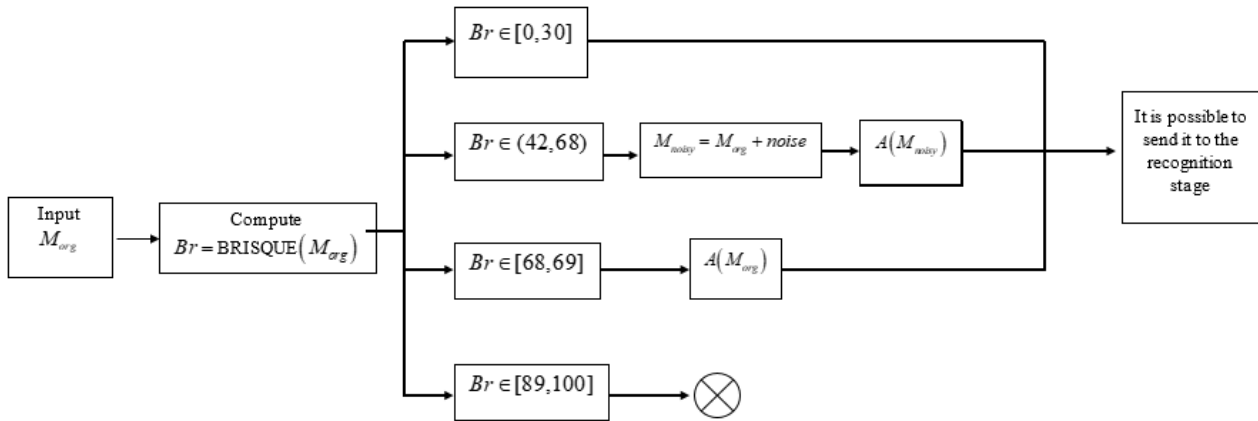 Input
M_org
Compute
Br = BRISQUE(M_org)
Br ∈ [0,30]
Br ∈ (42,68)
M_noisy = M_org + noise
A(M_noisy)
Br ∈ [68,69]
A(M_org)
Br ∈ [89,100]
It is possible to
send it to the
recognition
stage